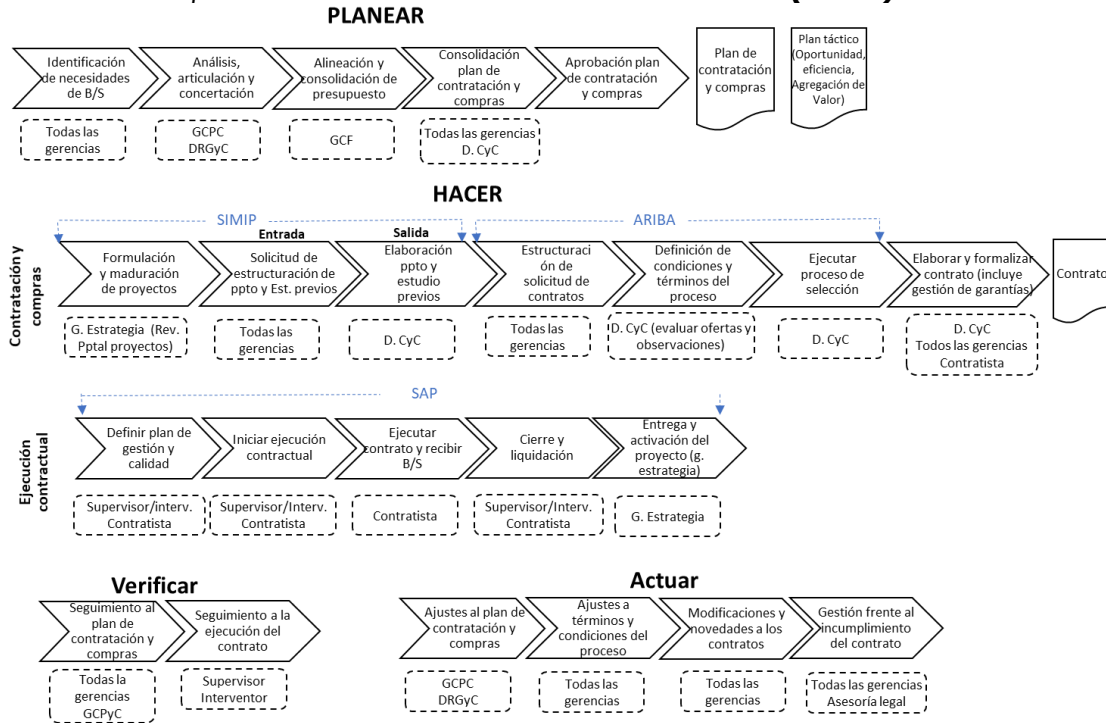 PLANEAR
Identificación
de necesidades
de B/S
Análisis,
articulación y
concertación
Alineación y
consolidación de
presupuesto
Consolidación
plan de
contratación y
compras
Aprobación plan
de contratación
y compras
Plan de
contratación
y compras
Plan táctico
(Oportunidad,
eficiencia,
Agregación de
Valor)
Todas las
gerencias
GCPC
DRGyC
GCF
Todas las gerencias
D. CyC
HACER
SIMIP
ARIBA
Entrada
Salida
Contratación y
compras
Formulación
y maduración
de proyectos
Solicitud de
estructuración de
ppto y Est. previos
Elaboración
ppto y
estudio
previos
Estructuraci
ón de
solicitud de
contratos
Definición de
condiciones y
términos del
proceso
Ejecutar
proceso de
selección
Elaborar y formalizar
contrato (incluye
gestión de garantías)
Contrato
G. Estrategia (Rev.
Pptal proyectos)
Todas las
gerencias
D. CyC
Todas las
gerencias
D. CyC (evaluar ofertas y
observaciones)
D. CyC
D. CyC
Todos las gerencias
Contratista
SAP
Ejecución
contractual
Definir plan de
gestión y
calidad
Iniciar ejecución
contractual
Ejecutar
contrato y recibir
B/S
Cierre y
liquidación
Entrega y
activación del
proyecto (g.
estrategia)
Supervisor/interv.
Contratista
Supervisor/Interv.
Contratista
Contratista
Supervisor/Interv.
Contratista
G. Estrategia
Verificar
Seguimiento al
plan de
contratación y
compras
Seguimiento a la
ejecución del
contrato
Todas la
gerencias
GCPyC
Supervisor
Interventor
Actuar
Ajustes al plan de
contratación y
compras
Ajustes a
términos y
condiciones del
proceso
Modificaciones y
novedades a los
contratos
Gestión frente al
incumplimiento
del contrato
GCPC
DRGyC
Todas las
gerencias
Todas las
gerencias
Todas las gerencias
Asesoría legal